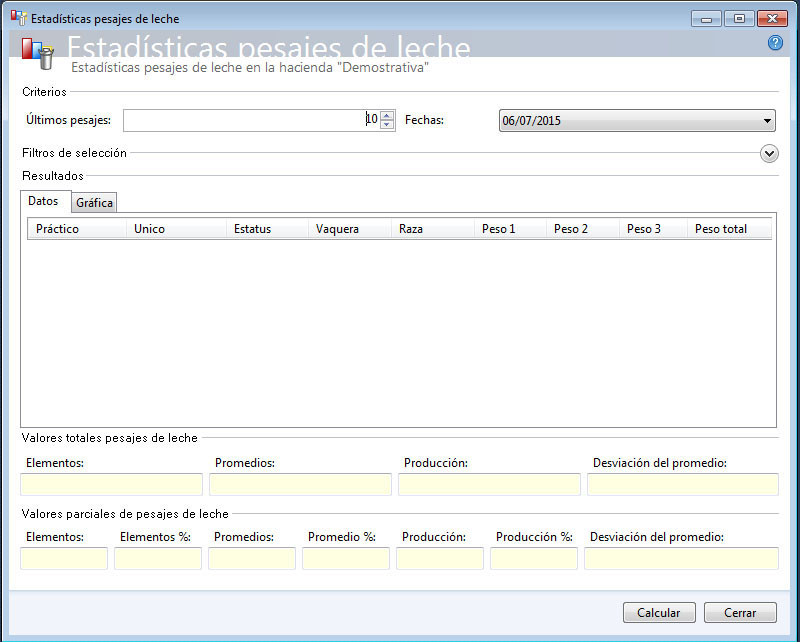 Estadísticas pesajes de leche
Estadísticas pesajes de leche
Estadísticas pesajes de leche en la hacienda "Demostrativa"
Criterios
Últimos pesajes: 10 Fechas: 06/07/2015
Filtros de selección
Resultados
Datos Gráfica
Práctico Unico Estatus Vaquera Raza Peso 1 Peso 2 Peso 3 Peso total
Valores totales pesajes de leche
Elementos: Promedios: Producción: Desviación del promedio:
Valores parciales de pesajes de leche
Elementos: Elementos %: Promedios: Promedio %: Producción: Producción %: Desviación del promedio:
Calcular Cerrar